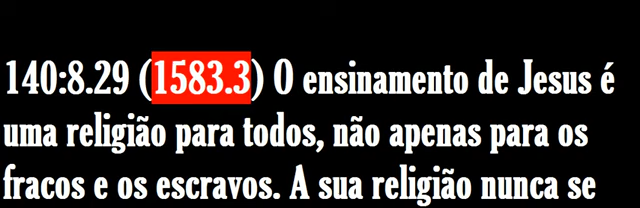 140:8.29 (1583.3) O ensinamento de Jesus é
uma religião para todos, não apenas para os
fracos e os escravos. A sua religião nunca se